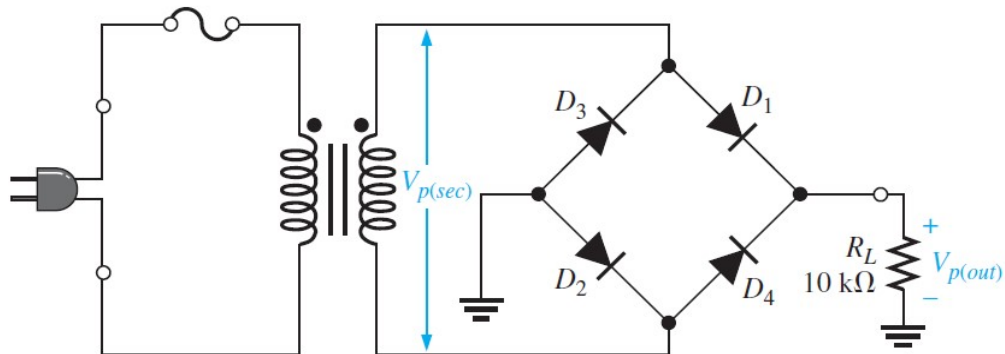 D3
D1
Vp(sec)
D2
D4
RL
10 kΩ
+
Vp(out)
−